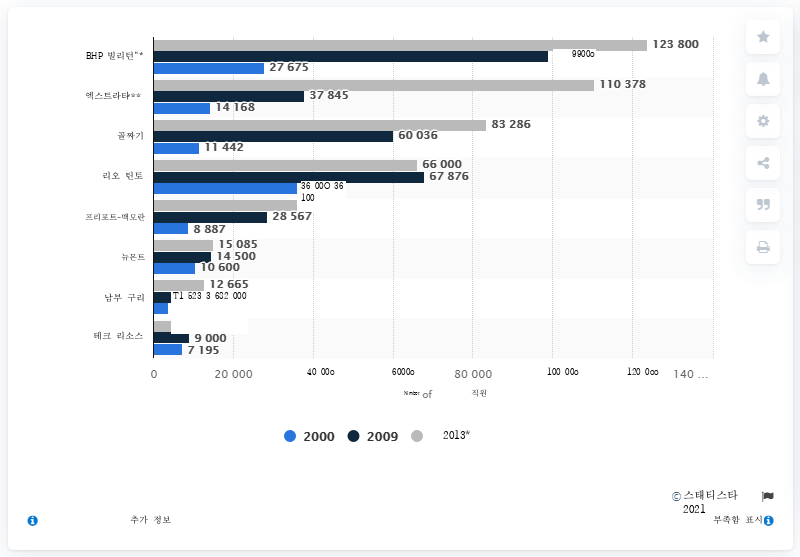 123 800
BHP 빌리턴"*
9900o
27 675
110 378
엑스트라타**
37 845
14 168
83 286
골짜기
60 036
11 442
66 000
리오 틴토
67 876
36 00O 36
100
프리포트-맥모란
28 567
8 887
15 085
뉴몬트
14 500
10 600
12 665
남부 구리
T1 523 3 682 000
테크 리소스
9 000
7 195
0 20 000 40 00o 6000o 80 000 100 00o 120 0oo 140 ...
of 직원
2000 2009 2013*
© 스태티스타
2021
추가 정보 부족함 표시